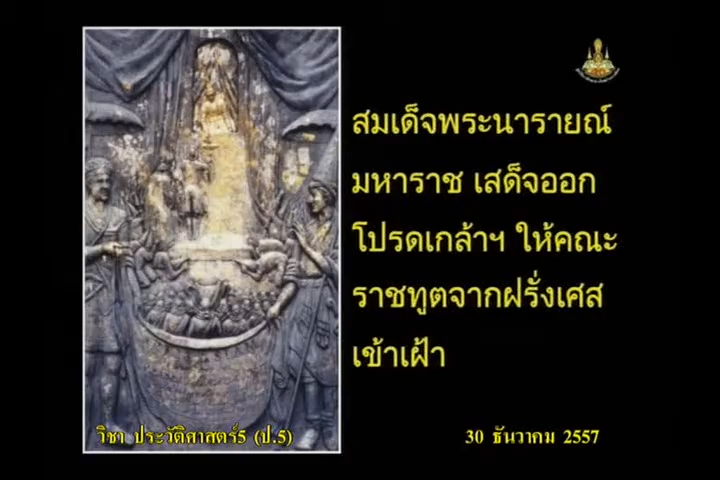 สมเด็จพระนารายณ์
มหาราช เสด็จออก
โปรดเกล้าฯ ให้คณะ
ราชทูตจากฝรั่งเศส
เข้าเฝ้า
วิชา ประวัติศาสตร์5 (ป.5)
30 ธันวาคม 2557